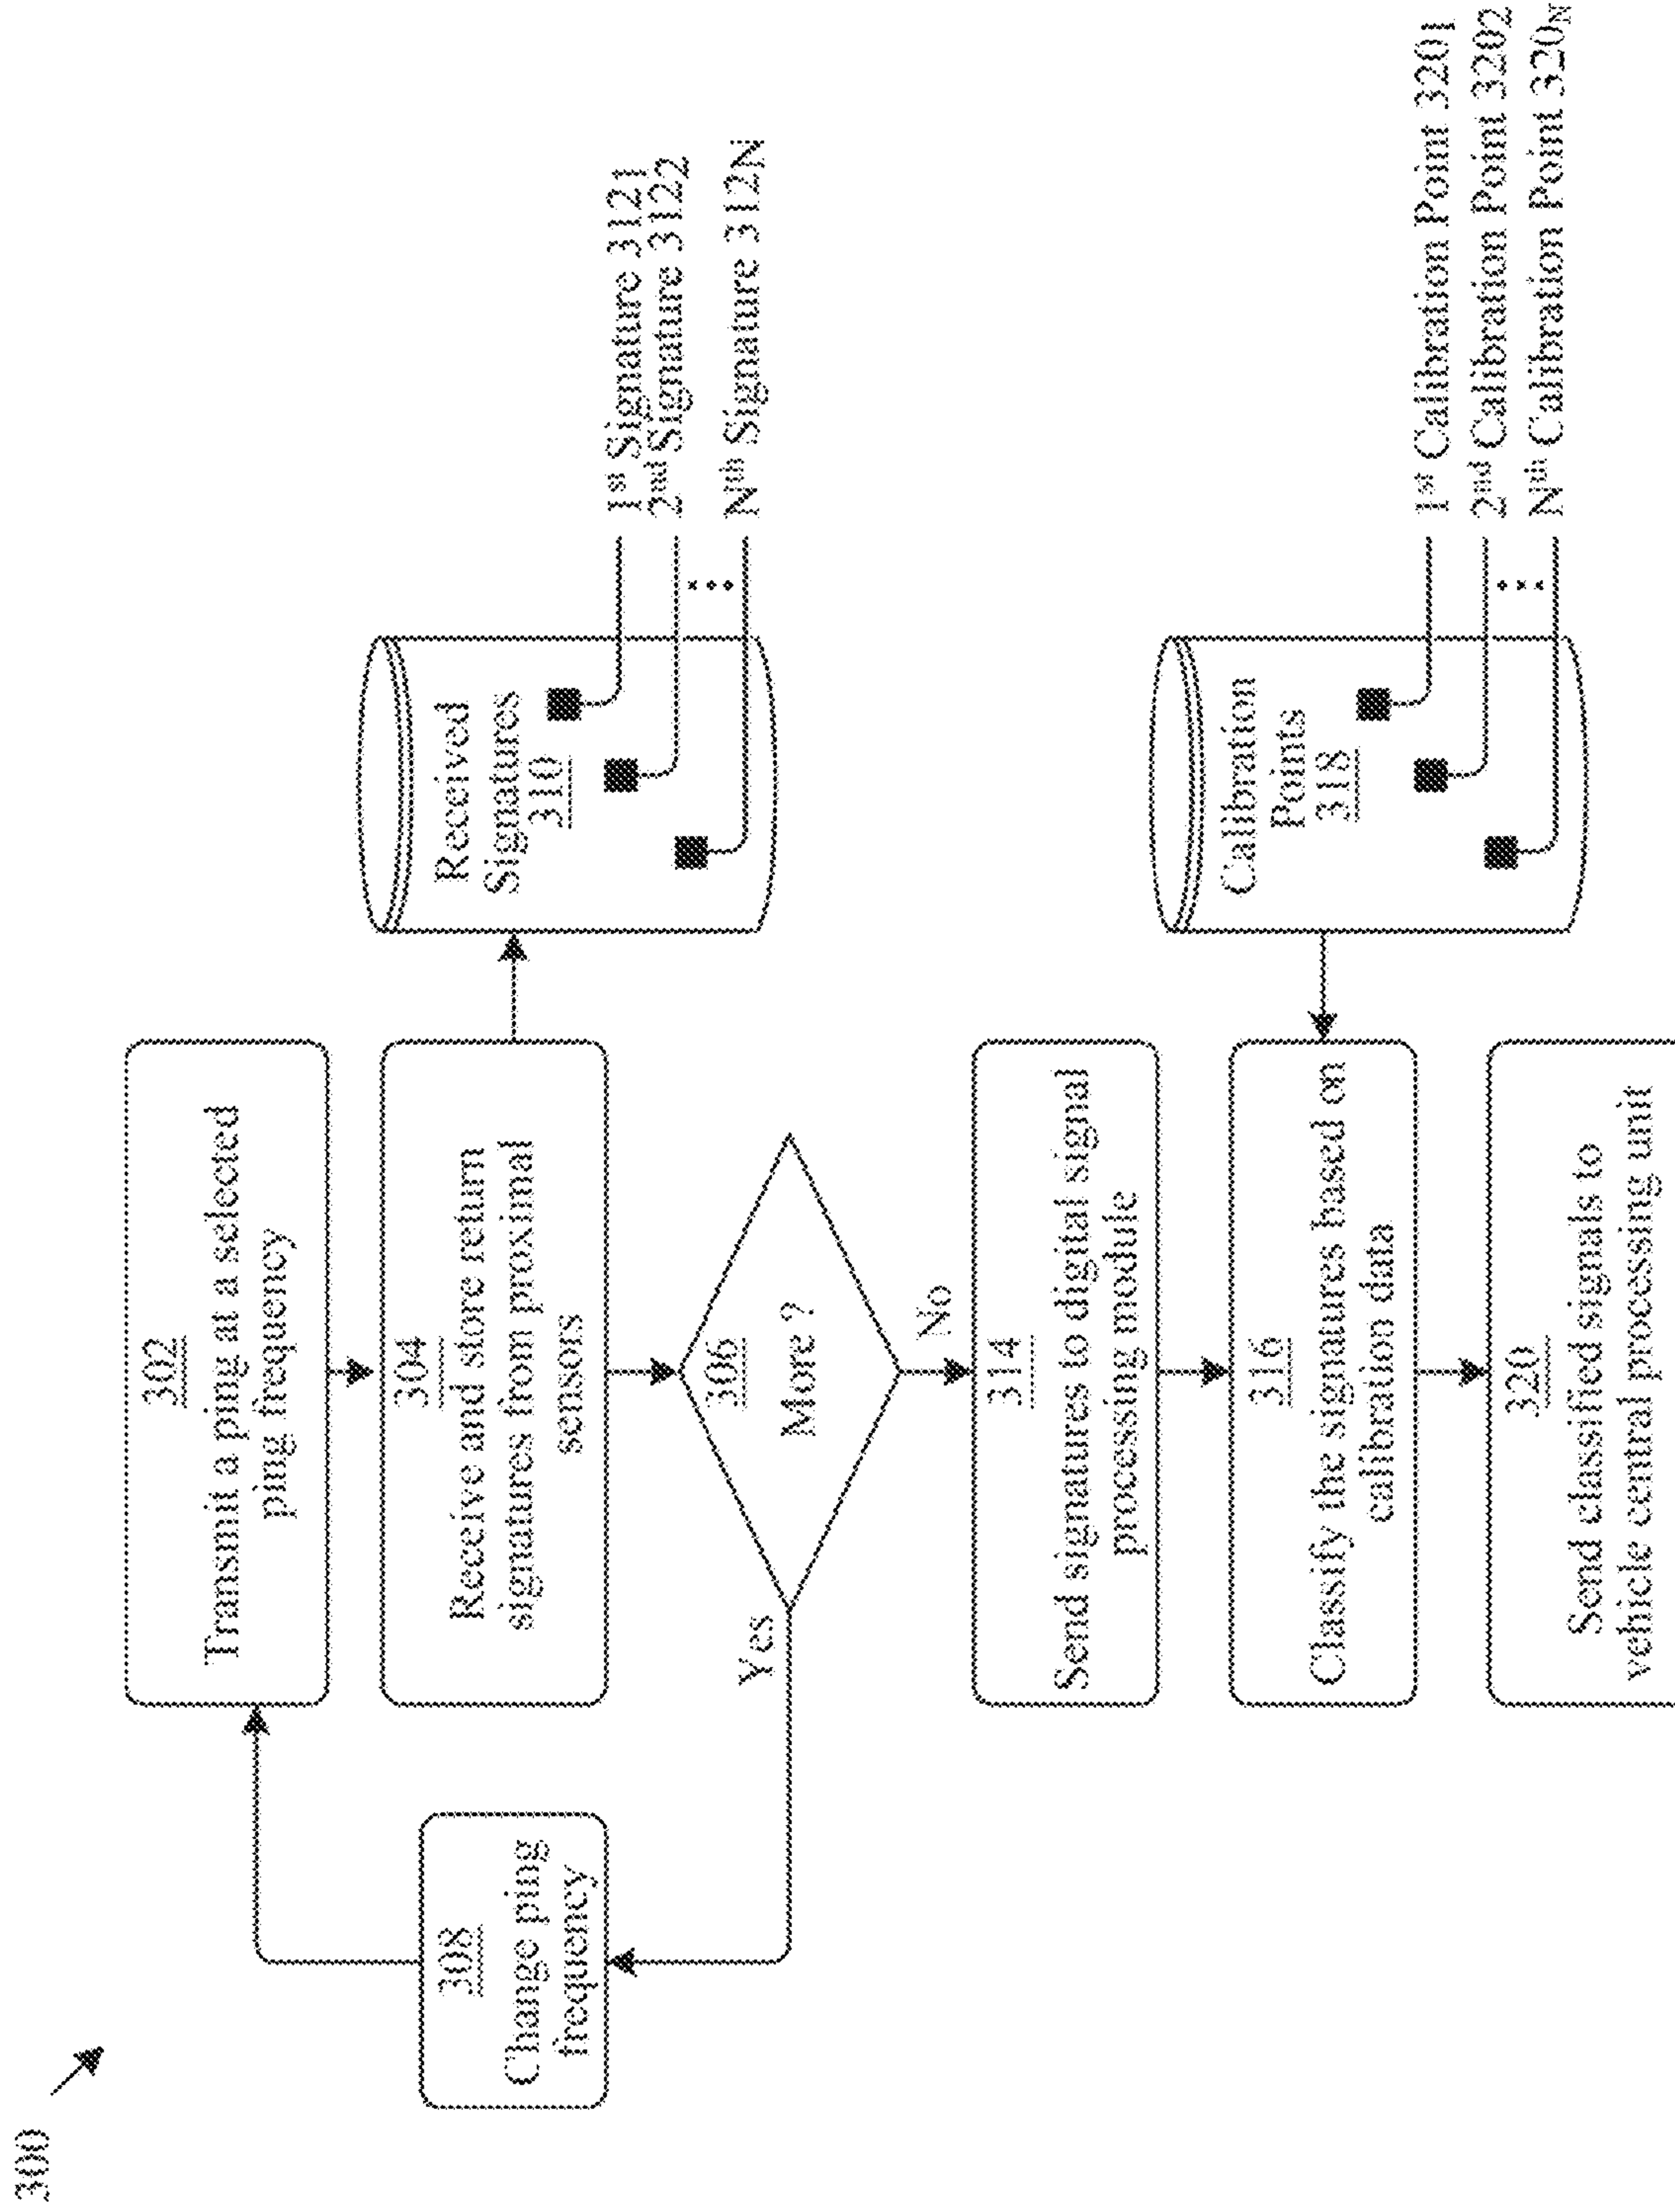 300
302
Transmit a ping at a selected
ping frequency
304
Receive and store return
signatures from proximal
sensors
Received
Signatures
310
1st Signature 3121
2nd Signature 3122
Nth Signature 312N
306
More ?
Yes
No
308
Change ping
frequency
314
Send signatures to digital signal
processing module
316
Classify the signatures based on
calibration data
Calibration
Points
318
1st Calibration Point 3201
2nd Calibration Point 3202
Nth Calibration Point 320N
320
Send classified signals to
vehicle central processing unit